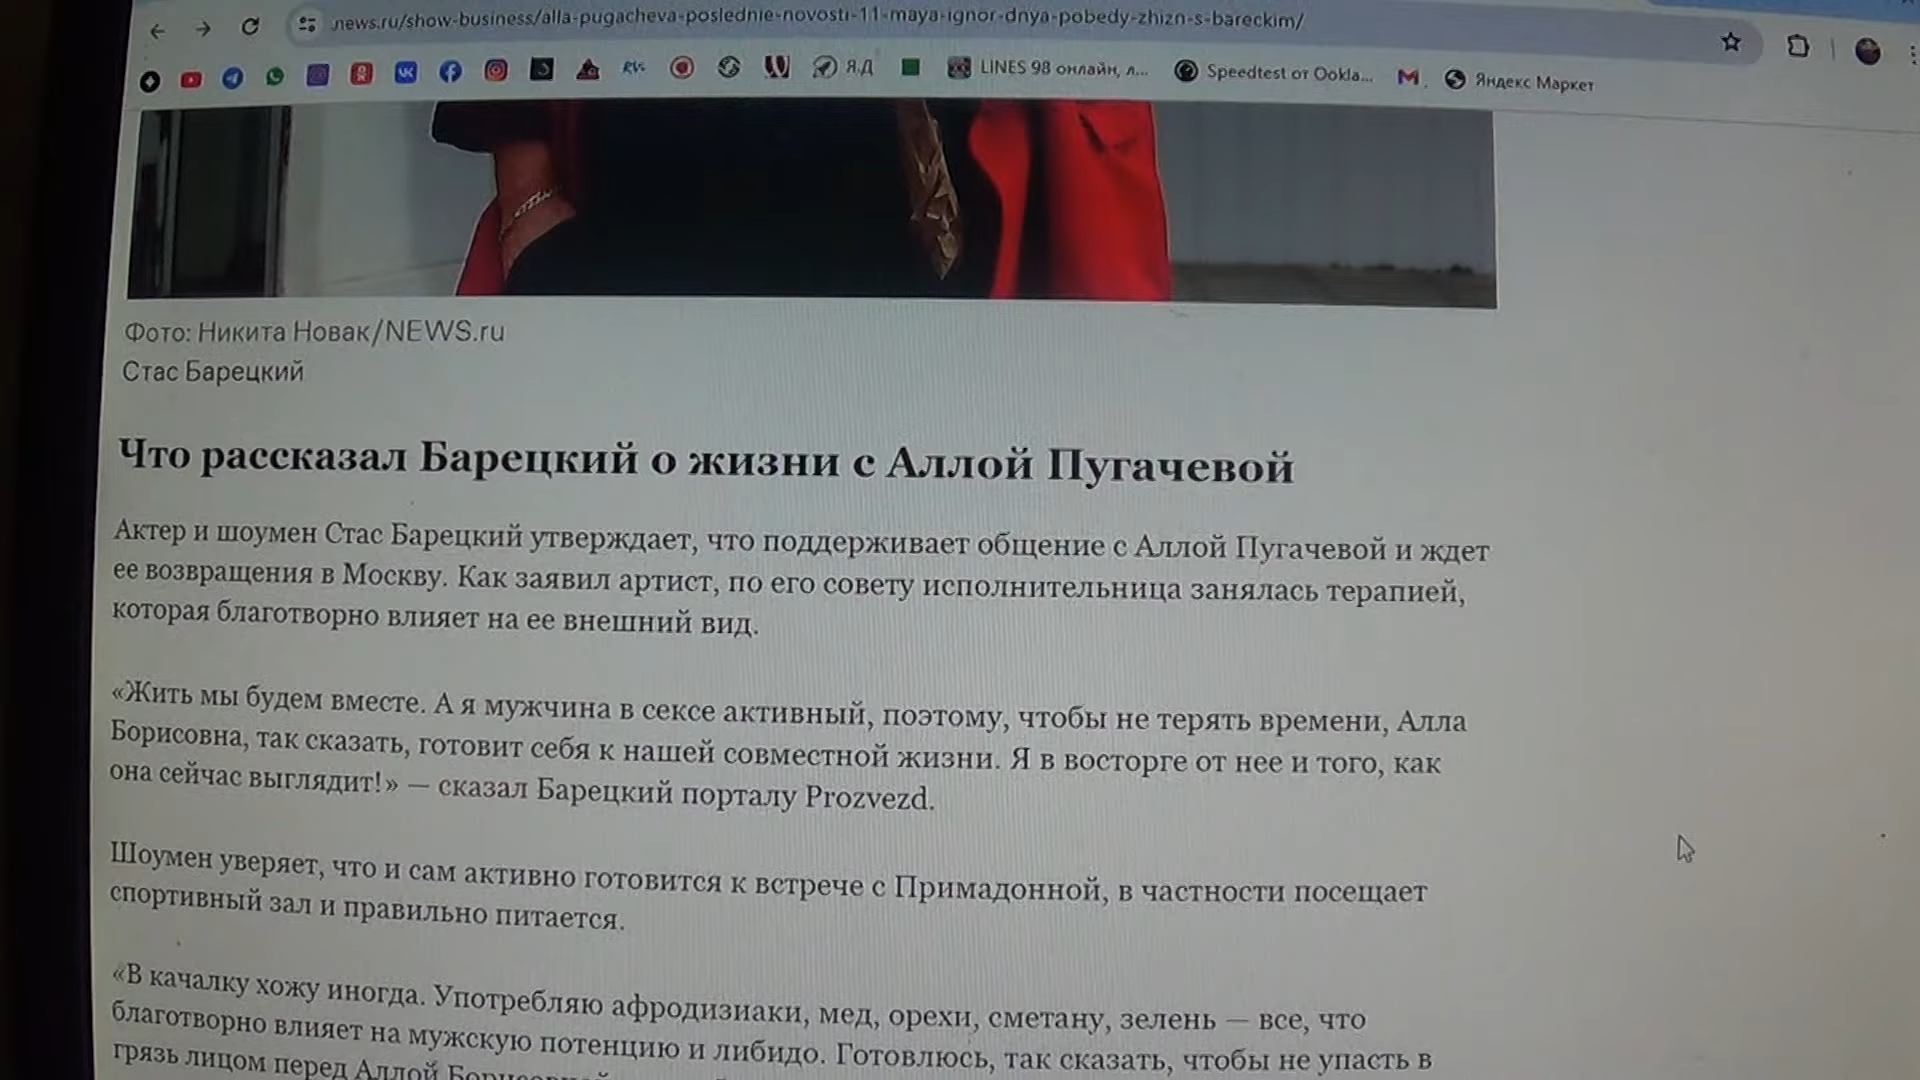 news.ru/show-business/alla-pugacheva-poslednie-novosti-11-maya-ignor-dnya-pobedy-zhizn-s-bareckim/
Я.Д
LINES 98 онлайн, л...
Speedtest от Ookla...
Яндекс Маркет
Фото: Никита Новак/NEWS.ru
Стас Барецкий
Что рассказал Барецкий о жизни с Аллой Пугачевой
Актер и шоумен Стас Барецкий утверждает, что поддерживает общение с Аллой Пугачевой и ждет
ее возвращения в Москву. Как заявил артист, по его совету исполнительница занялась терапией,
которая благотворно влияет на ее внешний вид.
«Жить мы будем вместе. А я мужчина в сексе активный, поэтому, чтобы не терять времени, Алла
Борисовна, так сказать, готовит себя к нашей совместной жизни. Я в восторге от нее и того, как
она сейчас выглядит!» — сказал Барецкий порталу Prozvezd.
Шоумен уверяет, что и сам активно готовится к встрече с Примадонной, в частности посещает
спортивный зал и правильно питается.
«В качалку хожу иногда. Употребляю афродизиаки, мед, орехи, сметану, зелень — все, что
благотворно влияет на мужскую потенцию и либидо. Готовлюсь, так сказать, чтобы не упасть в
грязь лицом перед Аллой